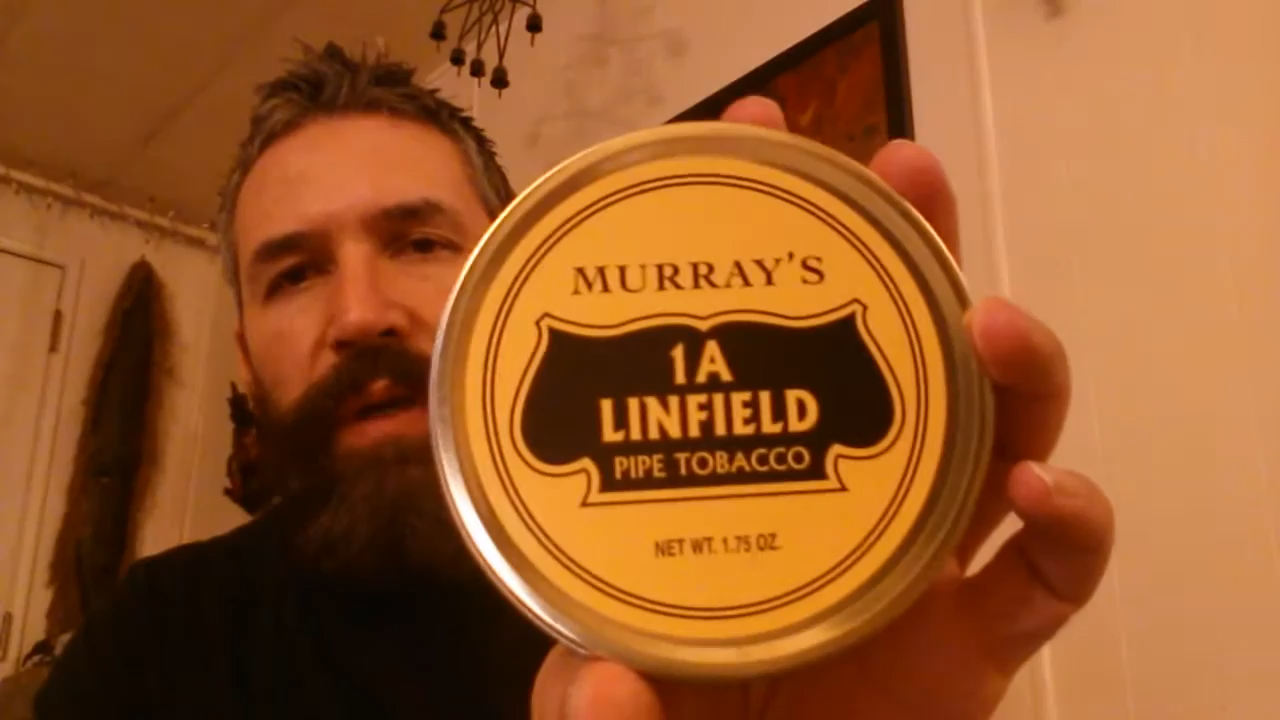 MURRAY'S
1A
LINFIELD
PIPE TOBACCO
NET WT. 1.75 OZ.